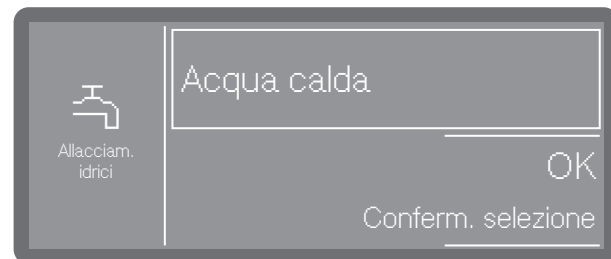 Allacciam.
idrici
Acqua calda
OK
Conferm. selezione